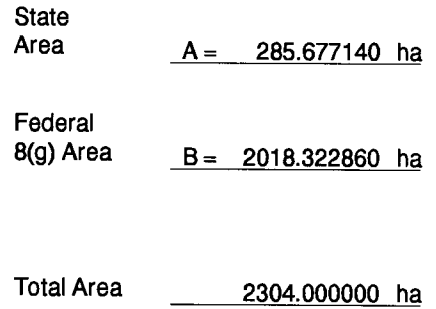 State
Area A = 285.677140 ha
Federal
8(g) Area B = 2018.322860 ha
Total Area 2304.000000 ha